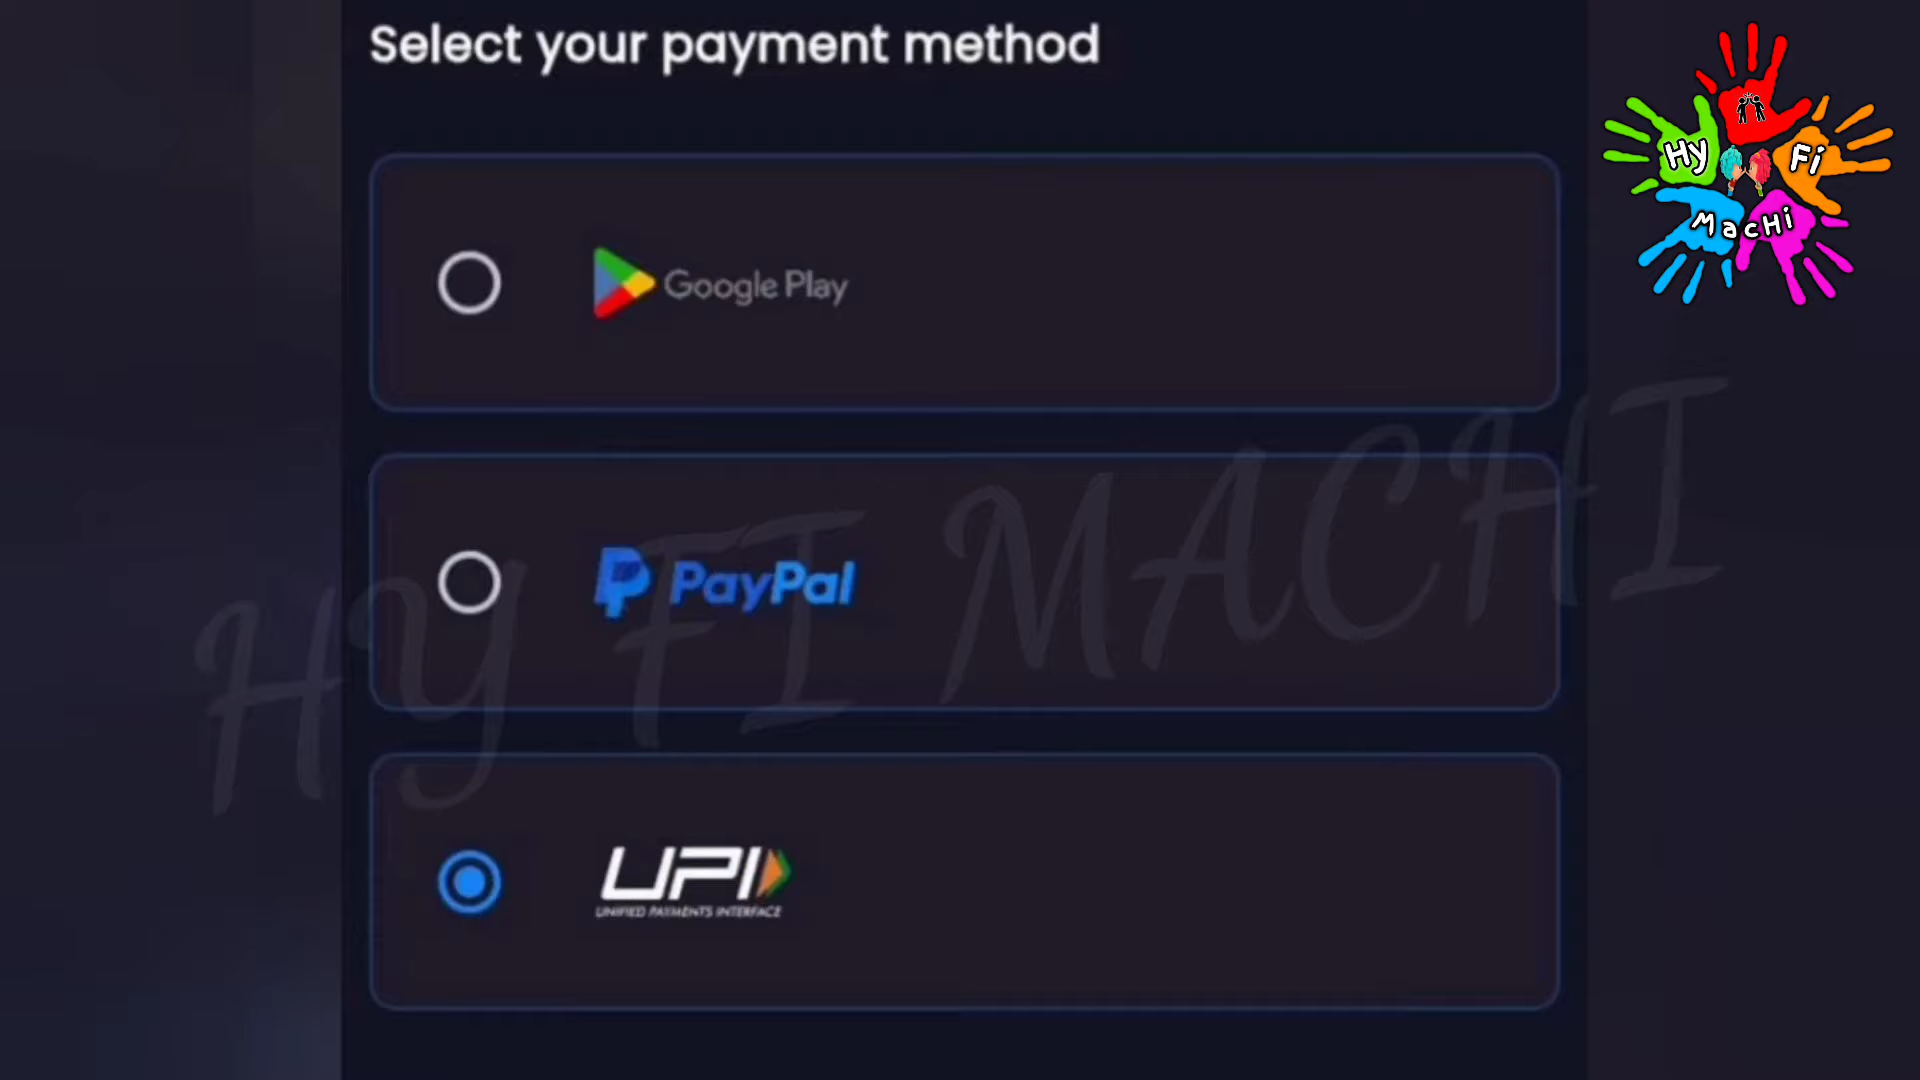 Select your payment method
Hy
Fi
MacHi
Google Play
PayPal
HY FI MACHI
UPI
UNIFIED PAYMENTS INTERFACE